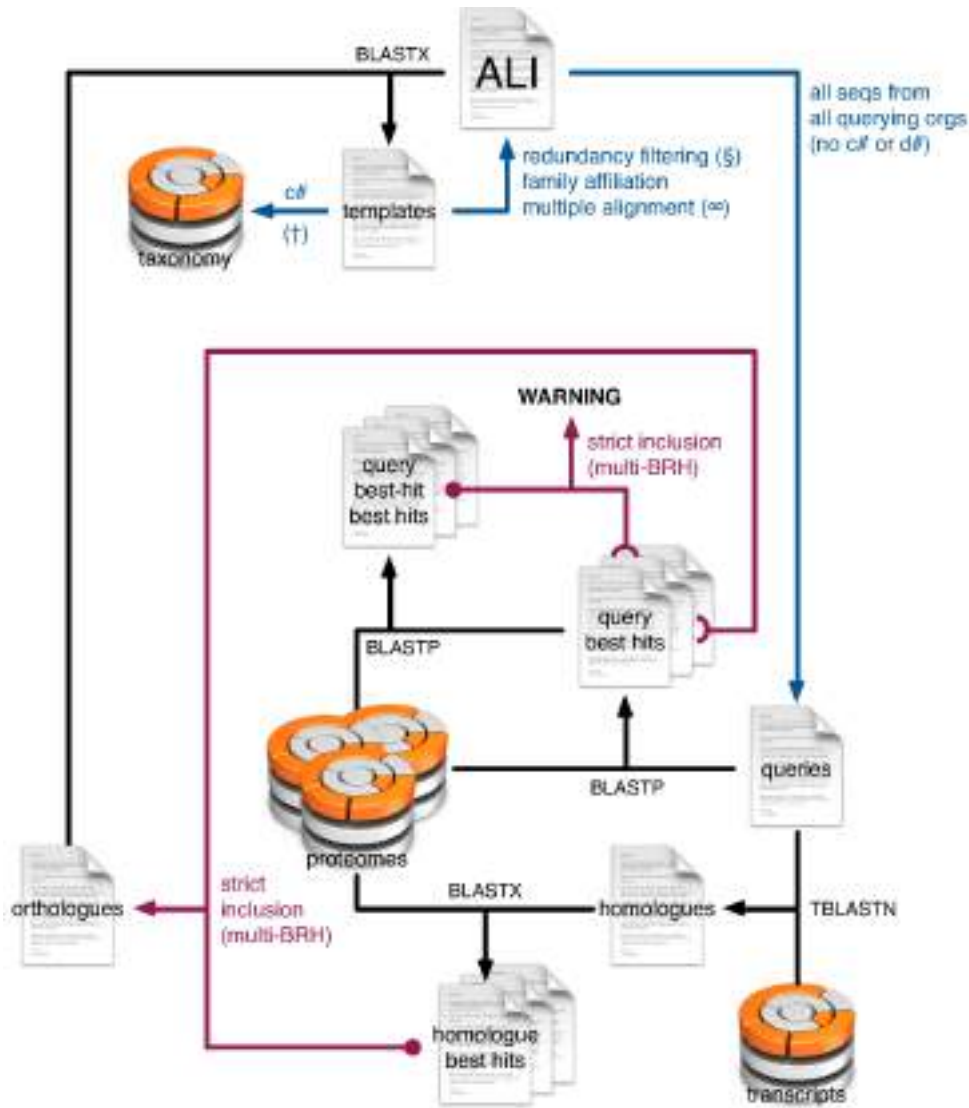 BLASTX
ALI
all seqs from
all querying orgs
(no c# or d#)
redundancy filtering (§)
family affiliation
multiple alignment (∞)
c#
(†)
templates
taxonomy
WARNING
strict inclusion
(multi-BRH)
query
best-hit
best hits
query
best hits
BLASTP
queries
BLASTP
proteomes
BLASTX
orthologues
strict
inclusion
(multi-BRH)
homologues
TBLASTN
homologue
best hits
transcripts